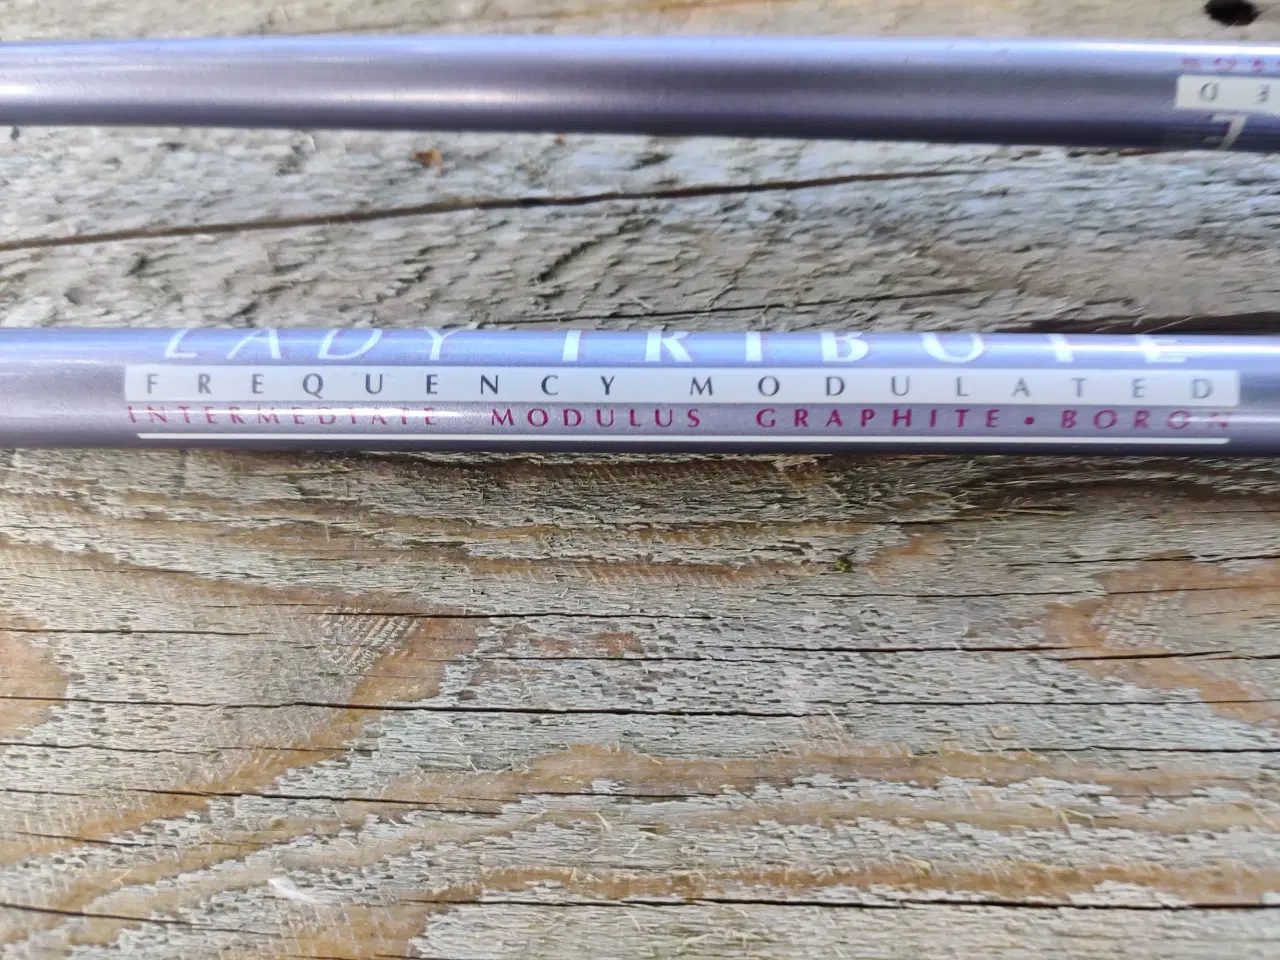 LADY TRIBUTE
FREQUENCY MODULATED
INTERMEDIATE MODULUS GRAPHITE • BORON